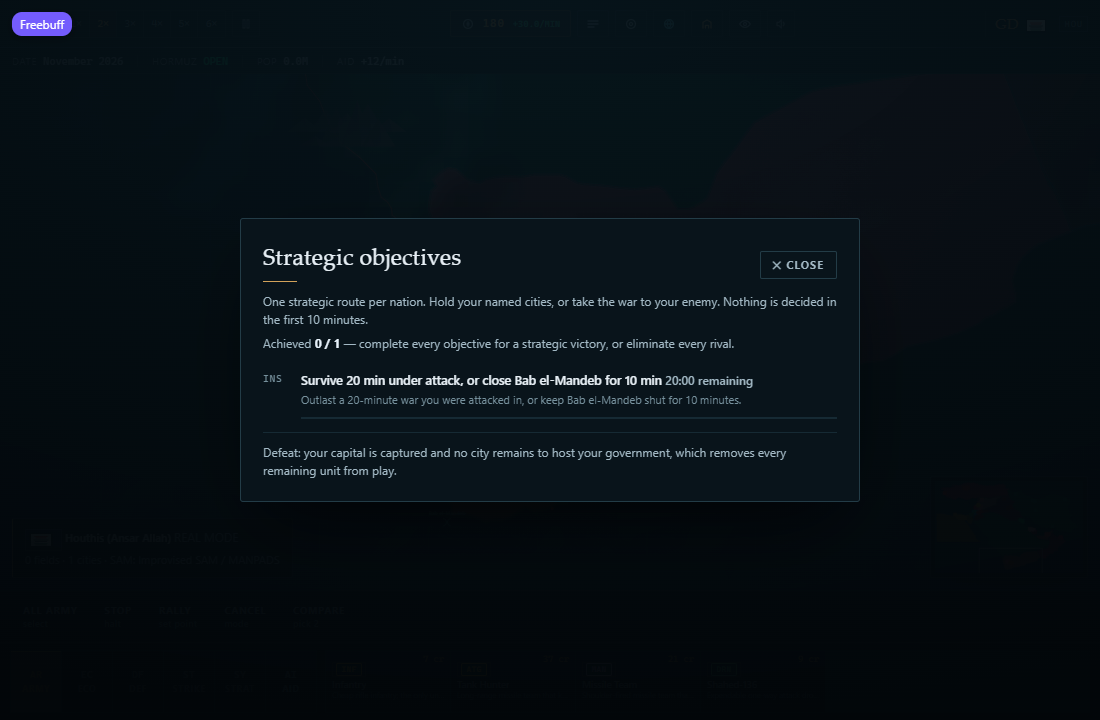 Freebuff
Strategic objectives
✕ CLOSE
One strategic route per nation. Hold your named cities, or take the war to your enemy. Nothing is decided in
the first 10 minutes.
Achieved 0 / 1 — complete every objective for a strategic victory, or eliminate every rival.
INS
Survive 20 min under attack, or close Bab el-Mandeb for 10 min 20:00 remaining
Outlast a 20-minute war you were attacked in, or keep Bab el-Mandeb shut for 10 minutes.
Defeat: your capital is captured and no city remains to host your government, which removes every
remaining unit from play.